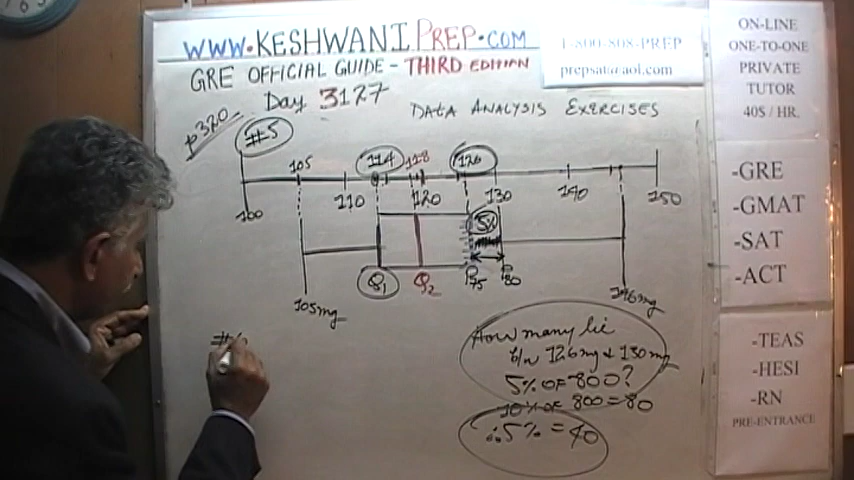 WWW.KESHWANIPREP.COM
1-800-808-PREP
prepsat@aol.com
GRE OFFICIAL GUIDE - THIRD EDITION
Day 3127
DATA ANALYSIS EXERCISES
p320
#5
105 114 118 126
100 110 120 130 140 150
5%
Q1 Q2 P75 P80
105mg 146mg
How many lie
b/w 126mg & 130mg
5% OF 800?
10% OF 800 = 80
∴ 5% = 40
#6
ON-LINE
ONE-TO-ONE
PRIVATE
TUTOR
40$ / HR.
-GRE
-GMAT
-SAT
-ACT
-TEAS
-HESI
-RN
PRE-ENTRANCE